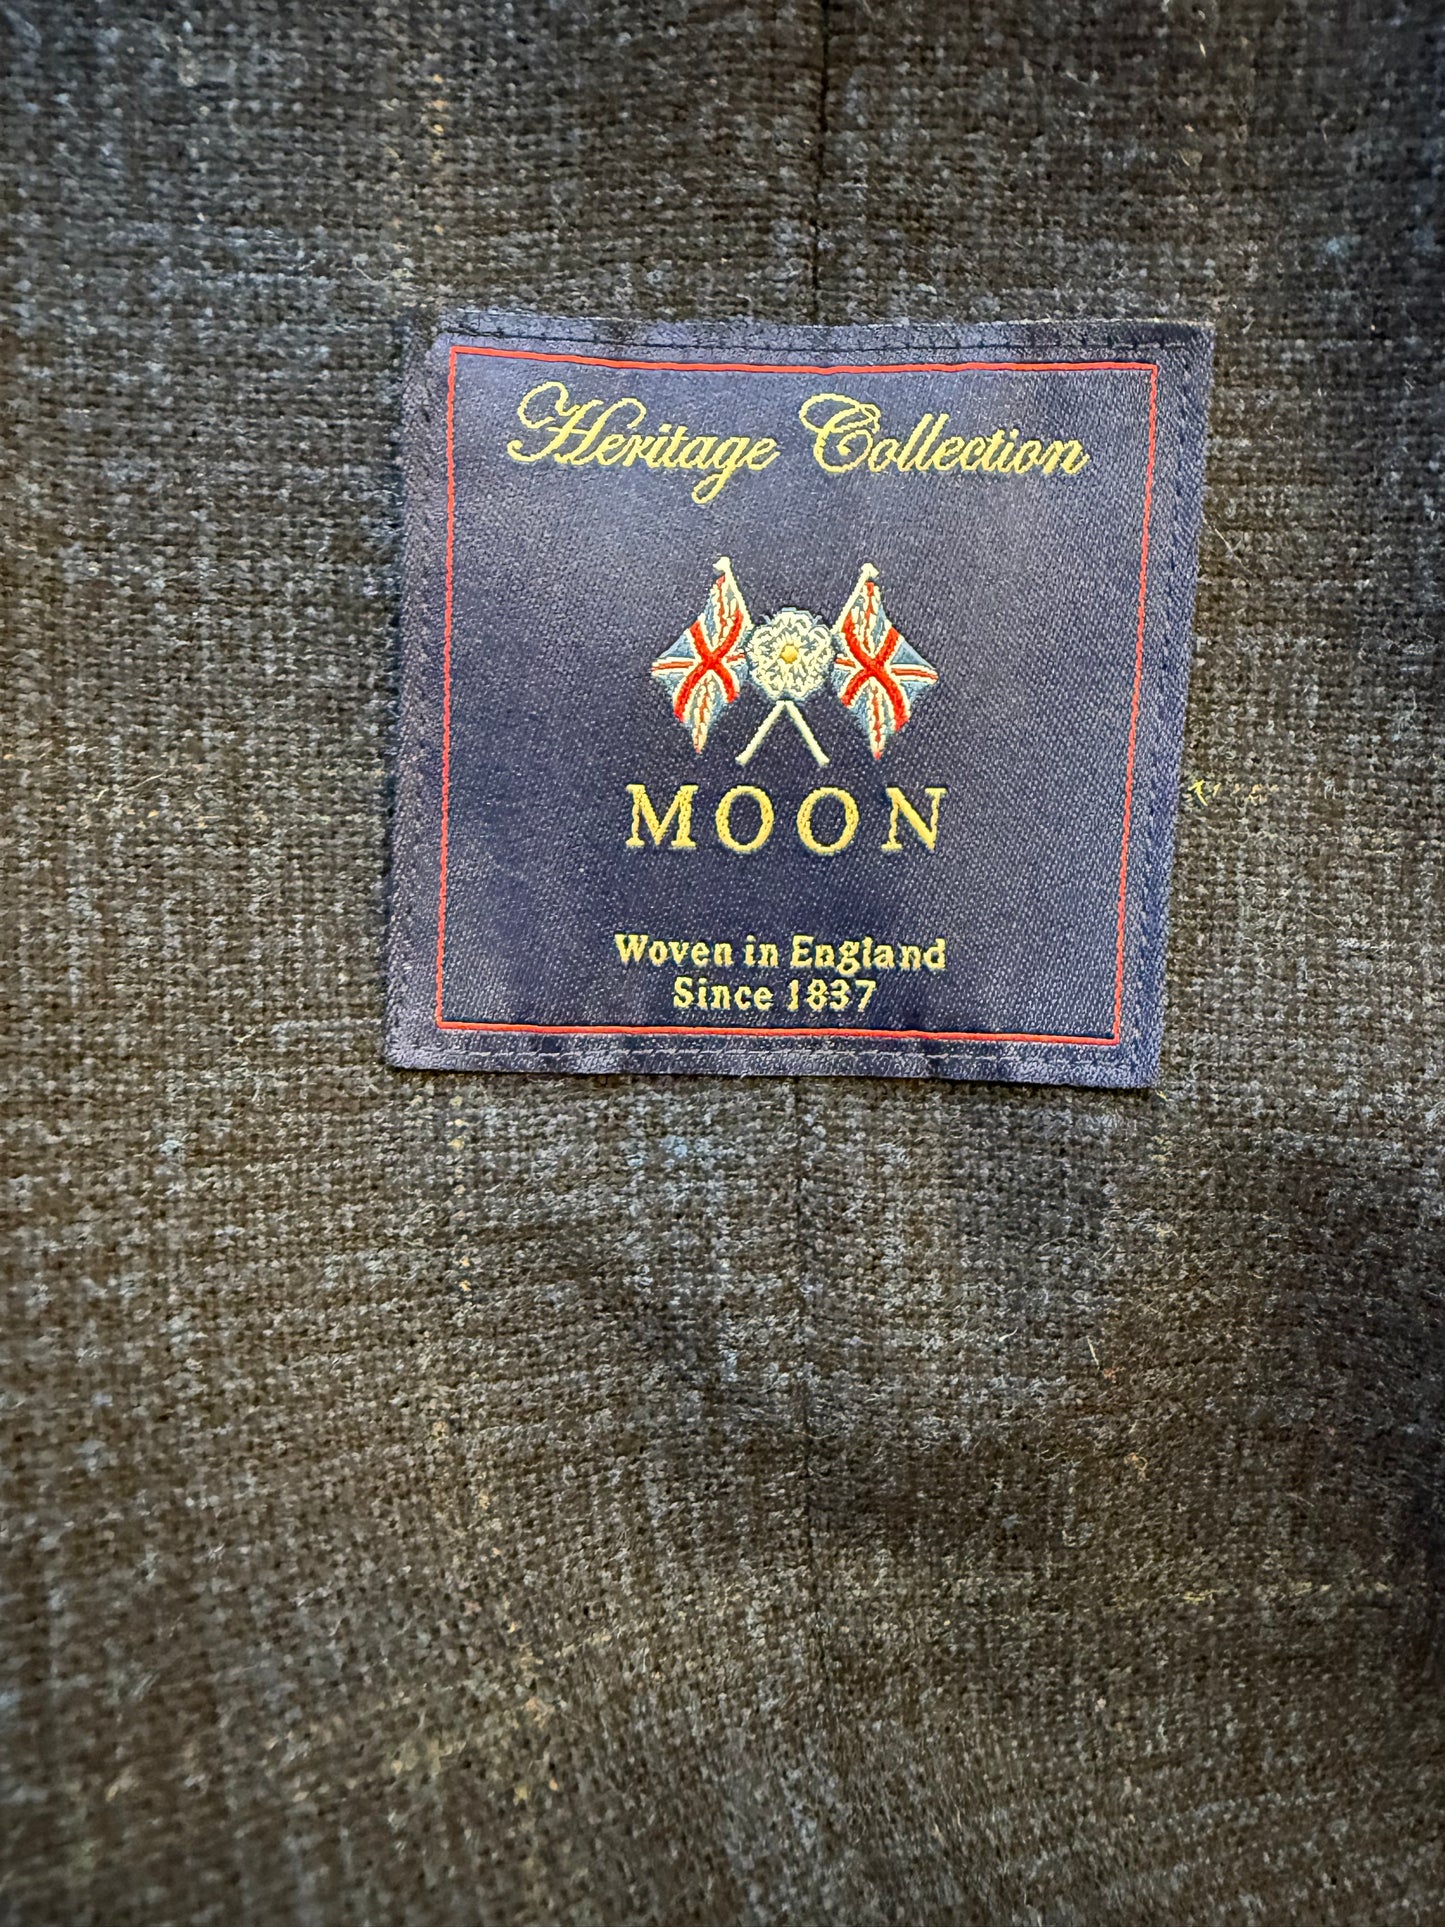 Heritage Collection
MOON
Woven in England
Since 1837